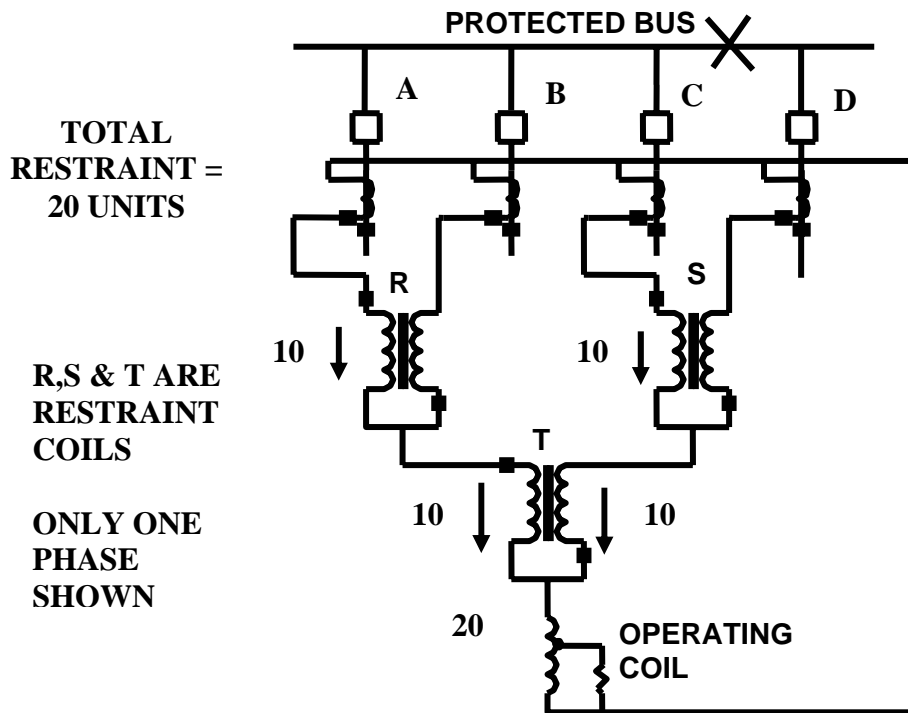 PROTECTED BUS
A
B
C
D
TOTAL
RESTRAINT =
20 UNITS
R
S
10
10
R,S & T ARE
RESTRAINT
COILS
T
10
10
ONLY ONE
PHASE
SHOWN
20
OPERATING
COIL